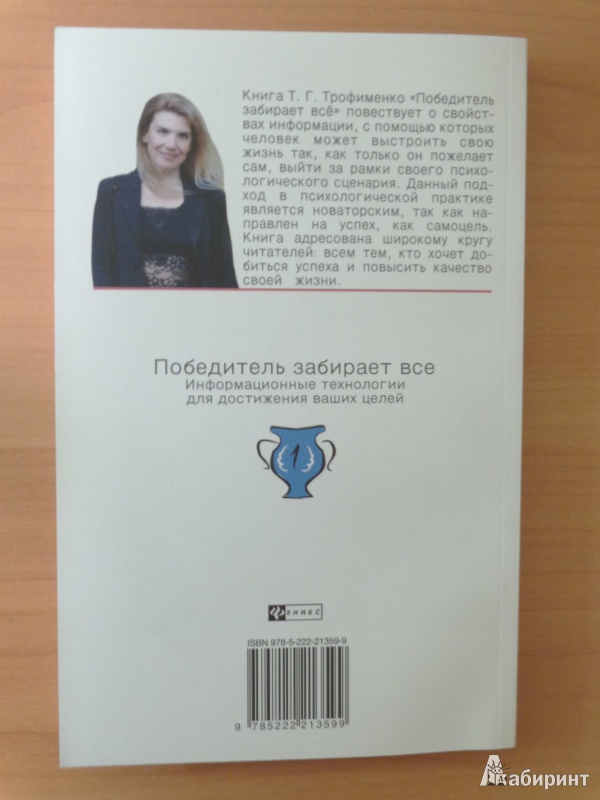 Книга Т. Г. Трофименко «Победитель
забирает всё» повествует о свойст-
вах информации, с помощью которых
человек может выстроить свою
жизнь так, как только он пожелает
сам, выйти за рамки своего психо-
логического сценария. Данный под-
ход в психологической практике
является новаторским, так как на-
правлен на успех, как самоцель.
Книга адресована широкому кругу
читателей: всем тем, кто хочет до-
биться успеха и повысить качество
своей жизни.
Победитель забирает все
Информационные технологии
для достижения ваших целей
1
ФЕНИКС
ISBN 978-5-222-21359-9
9 785222 213599
Лабиринт